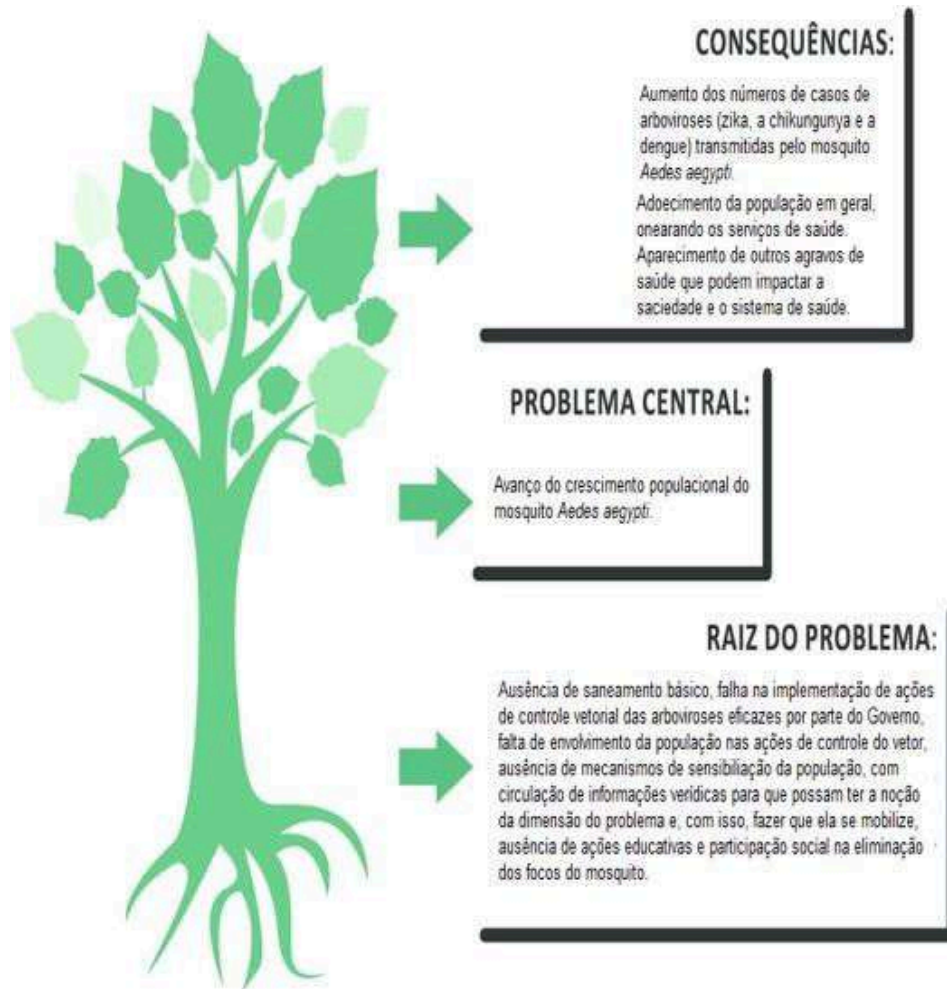 CONSEQUÊNCIAS:
Aumento dos números de casos de
arboviroses (zika, a chikungunya e a
dengue) transmitidas pelo mosquito
Aedes aegypti.
Adoecimento da população em geral,
onearando os serviços de saúde.
Aparecimento de outros agravos de
saúde que podem impactar a
saciedade e o sistema de saúde.
PROBLEMA CENTRAL:
Avanço do crescimento populacional do
mosquito Aedes aegypti.
RAIZ DO PROBLEMA:
Ausência de saneamento básico, falha na implementação de ações
de controle vetorial das arboviroses eficazes por parte do Governo,
falta de envolvimento da população nas ações de controle do vetor,
ausência de mecanismos de sensibiliação da população, com
circulação de informações verídicas para que possam ter a noção
da dimensão do problema e, com isso, fazer que ela se mobilize,
ausência de ações educativas e participação social na eliminação
dos focos do mosquito.